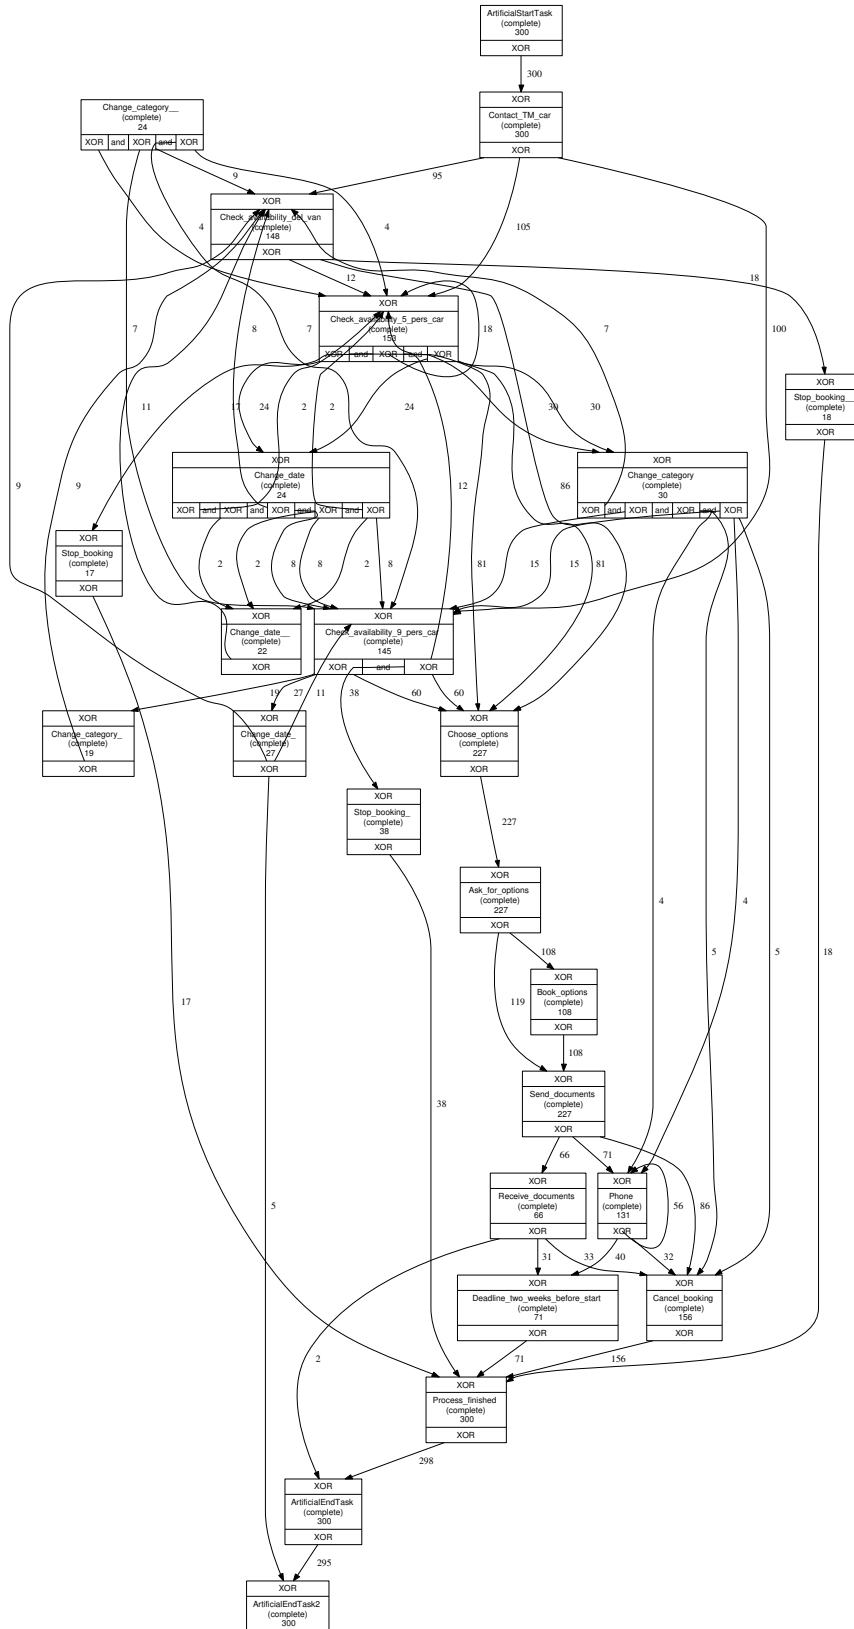 ArtificialStartTask
(complete)
300
XOR
300
XOR
Contact_TM_car
(complete)
300
XOR
Change_category__
(complete)
24
XOR and XOR and XOR
9
95
XOR
Check_availability_del_van
(complete)
148
XOR
4
4
105
12
18
XOR
Check_availability_5_pers_car
(complete)
153
XOR and XOR and XOR
7
8
7
18
7
100
XOR
Stop_booking__
(complete)
18
XOR
11
17
24
2
2
24
30
30
XOR
Change_date
(complete)
24
XOR and XOR and XOR and XOR and XOR
XOR
Change_category
(complete)
30
XOR and XOR and XOR and XOR
9
9
12
86
XOR
Stop_booking
(complete)
17
XOR
2
2
8
8
2
8
81
15
15
81
XOR
Change_date__
(complete)
22
XOR
XOR
Check_availability_9_pers_car
(complete)
145
XOR and XOR
19
27
11
38
60
60
XOR
Change_category_
(complete)
19
XOR
XOR
Change_date_
(complete)
27
XOR
XOR
Choose_options
(complete)
227
XOR
XOR
Stop_booking_
(complete)
38
XOR
227
XOR
Ask_for_options
(complete)
227
XOR
4
4
108
5
5
18
XOR
Book_options
(complete)
108
XOR
17
119
108
XOR
Send_documents
(complete)
227
XOR
38
66
71
XOR
Receive_documents
(complete)
66
XOR
XOR
Phone
(complete)
131
XOR
5
56
86
31
33
40
32
XOR
Deadline_two_weeks_before_start
(complete)
71
XOR
XOR
Cancel_booking
(complete)
156
XOR
2
71
156
XOR
Process_finished
(complete)
300
XOR
298
XOR
ArtificialEndTask
(complete)
300
XOR
295
XOR
ArtificialEndTask2
(complete)
300